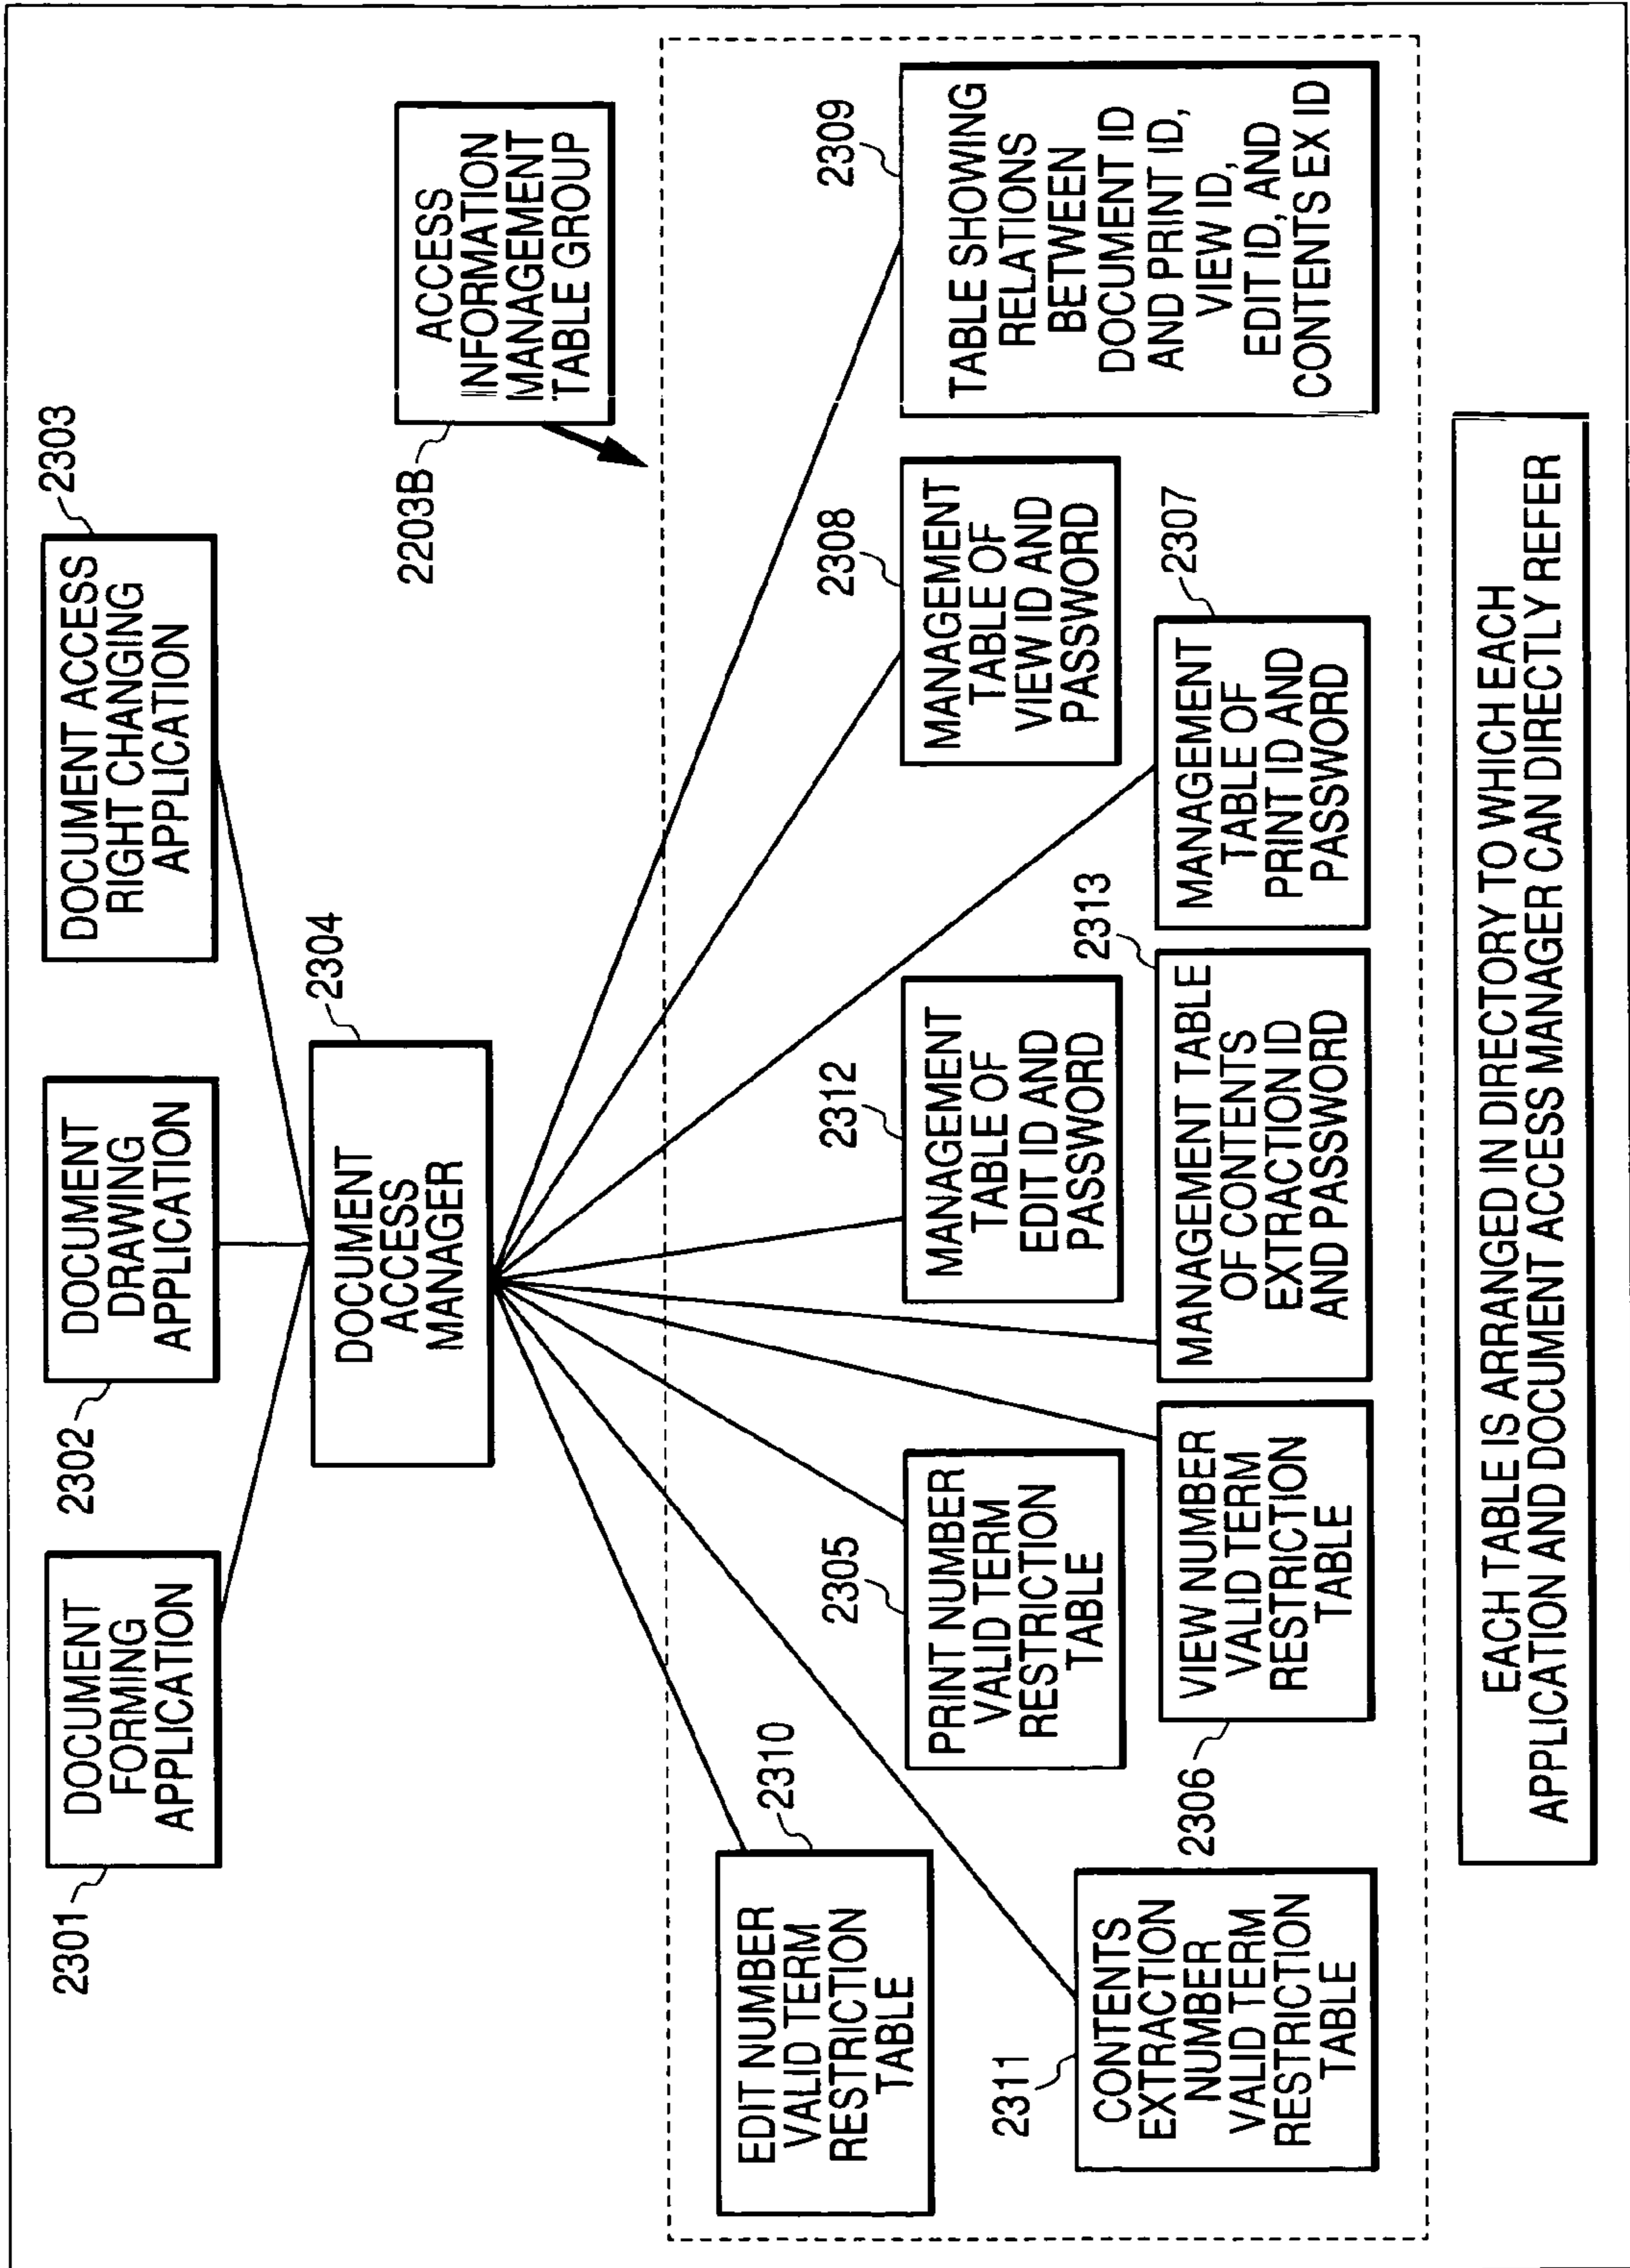 2301
DOCUMENT
FORMING
APPLICATION
2302
DOCUMENT
DRAWING
APPLICATION
2303
DOCUMENT ACCESS
RIGHT CHANGING
APPLICATION
2304
DOCUMENT
ACCESS
MANAGER
2203B
ACCESS
INFORMATION
MANAGEMENT
TABLE GROUP
2310
EDIT NUMBER
VALID TERM
RESTRICTION
TABLE
2311
CONTENTS
EXTRACTION
NUMBER
VALID TERM
RESTRICTION
TABLE
2305
PRINT NUMBER
VALID TERM
RESTRICTION
TABLE
2306
VIEW NUMBER
VALID TERM
RESTRICTION
TABLE
2312
MANAGEMENT
TABLE OF
EDIT ID AND
PASSWORD
2313
MANAGEMENT TABLE
OF CONTENTS
EXTRACTION ID
AND PASSWORD
2308
MANAGEMENT
TABLE OF
VIEW ID AND
PASSWORD
2307
MANAGEMENT
TABLE OF
PRINT ID AND
PASSWORD
2309
TABLE SHOWING
RELATIONS
BETWEEN
DOCUMENT ID
AND PRINT ID,
VIEW ID,
EDIT ID, AND
CONTENTS EX ID
EACH TABLE IS ARRANGED IN DIRECTORY TO WHICH EACH
APPLICATION AND DOCUMENT ACCESS MANAGER CAN DIRECTLY REFER